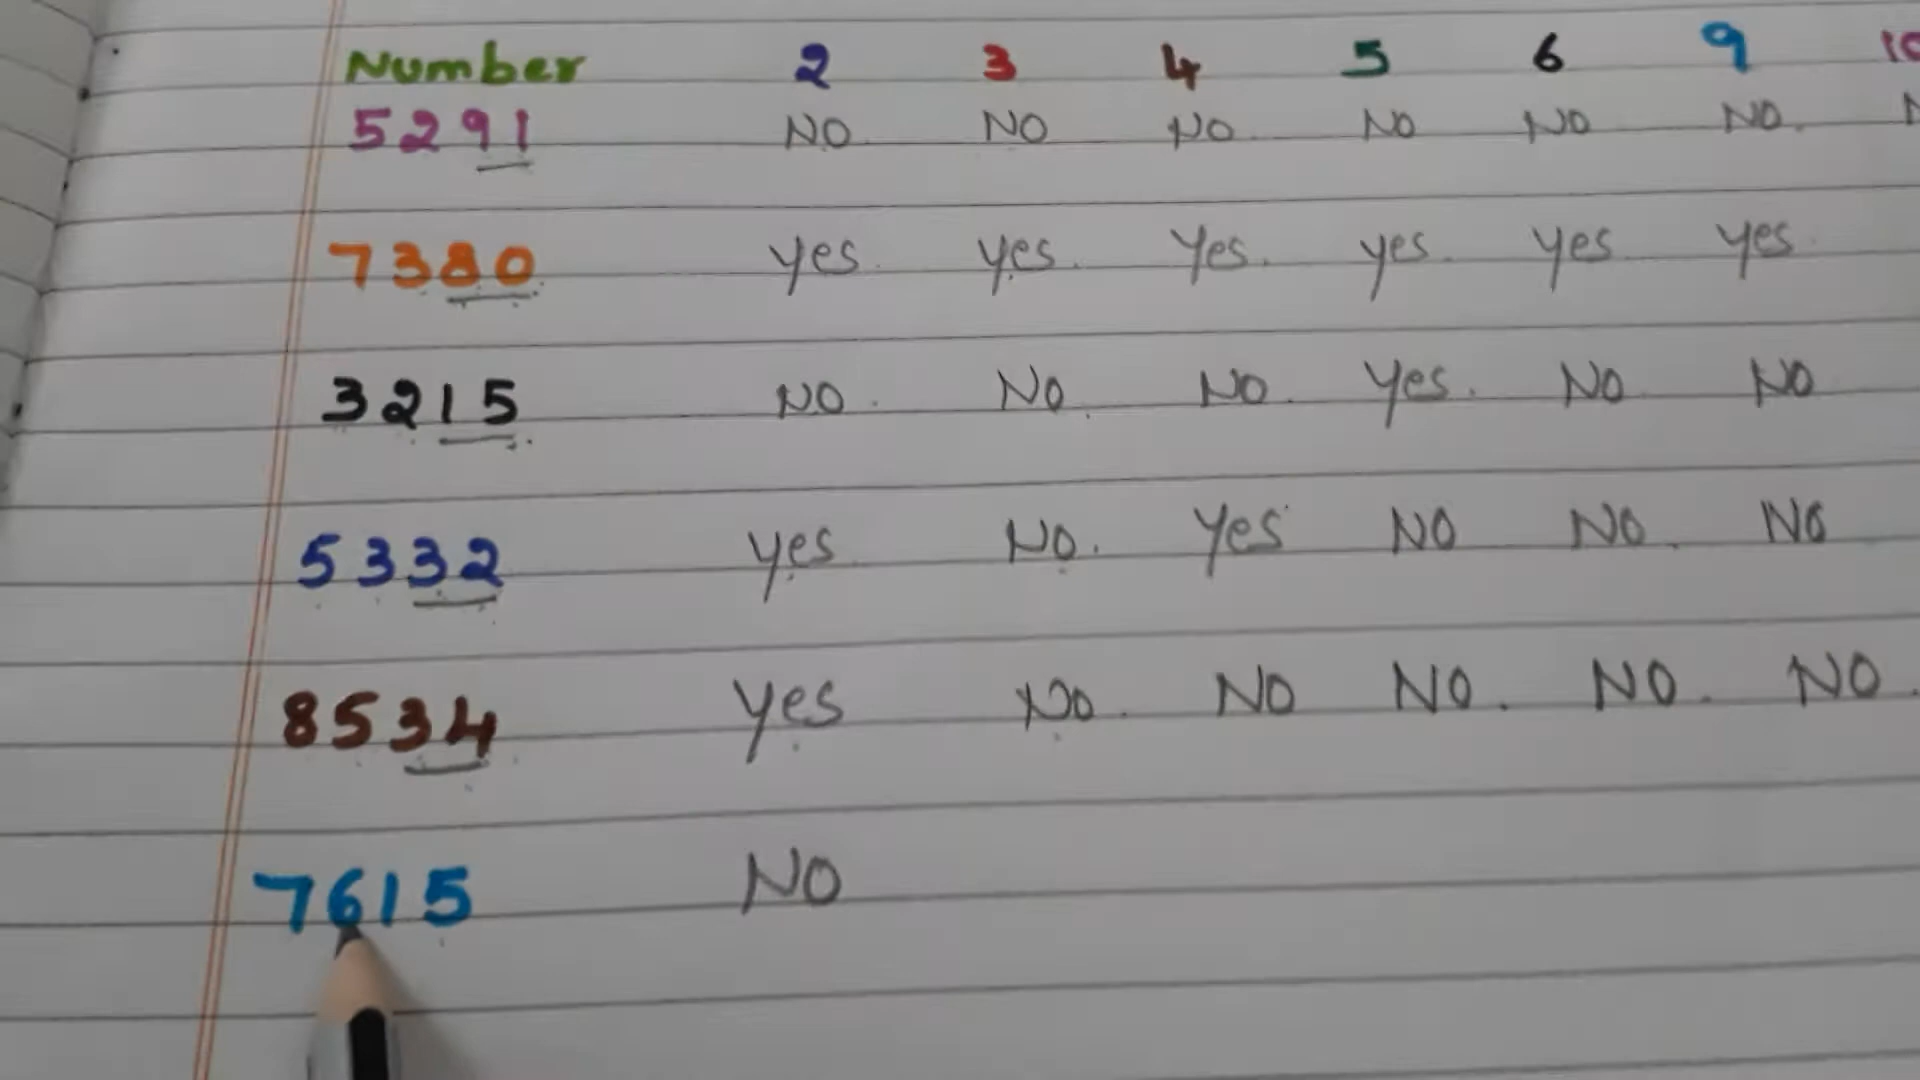 Number 2 3 4 5 6 9 10
5291 NO NO NO NO NO NO. N
7380 yes. yes. Yes. yes. yes yes
3215 NO. No. No. Yes. No No
5332 yes No. Yes No No. No
8534 yes No. No No. No. No.
7615 No